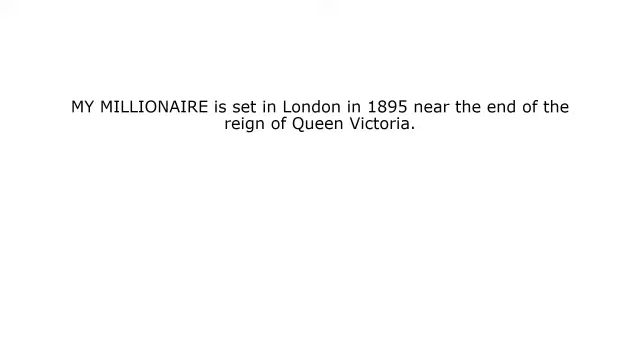 MY MILLIONAIRE is set in London in 1895 near the end of the
reign of Queen Victoria.